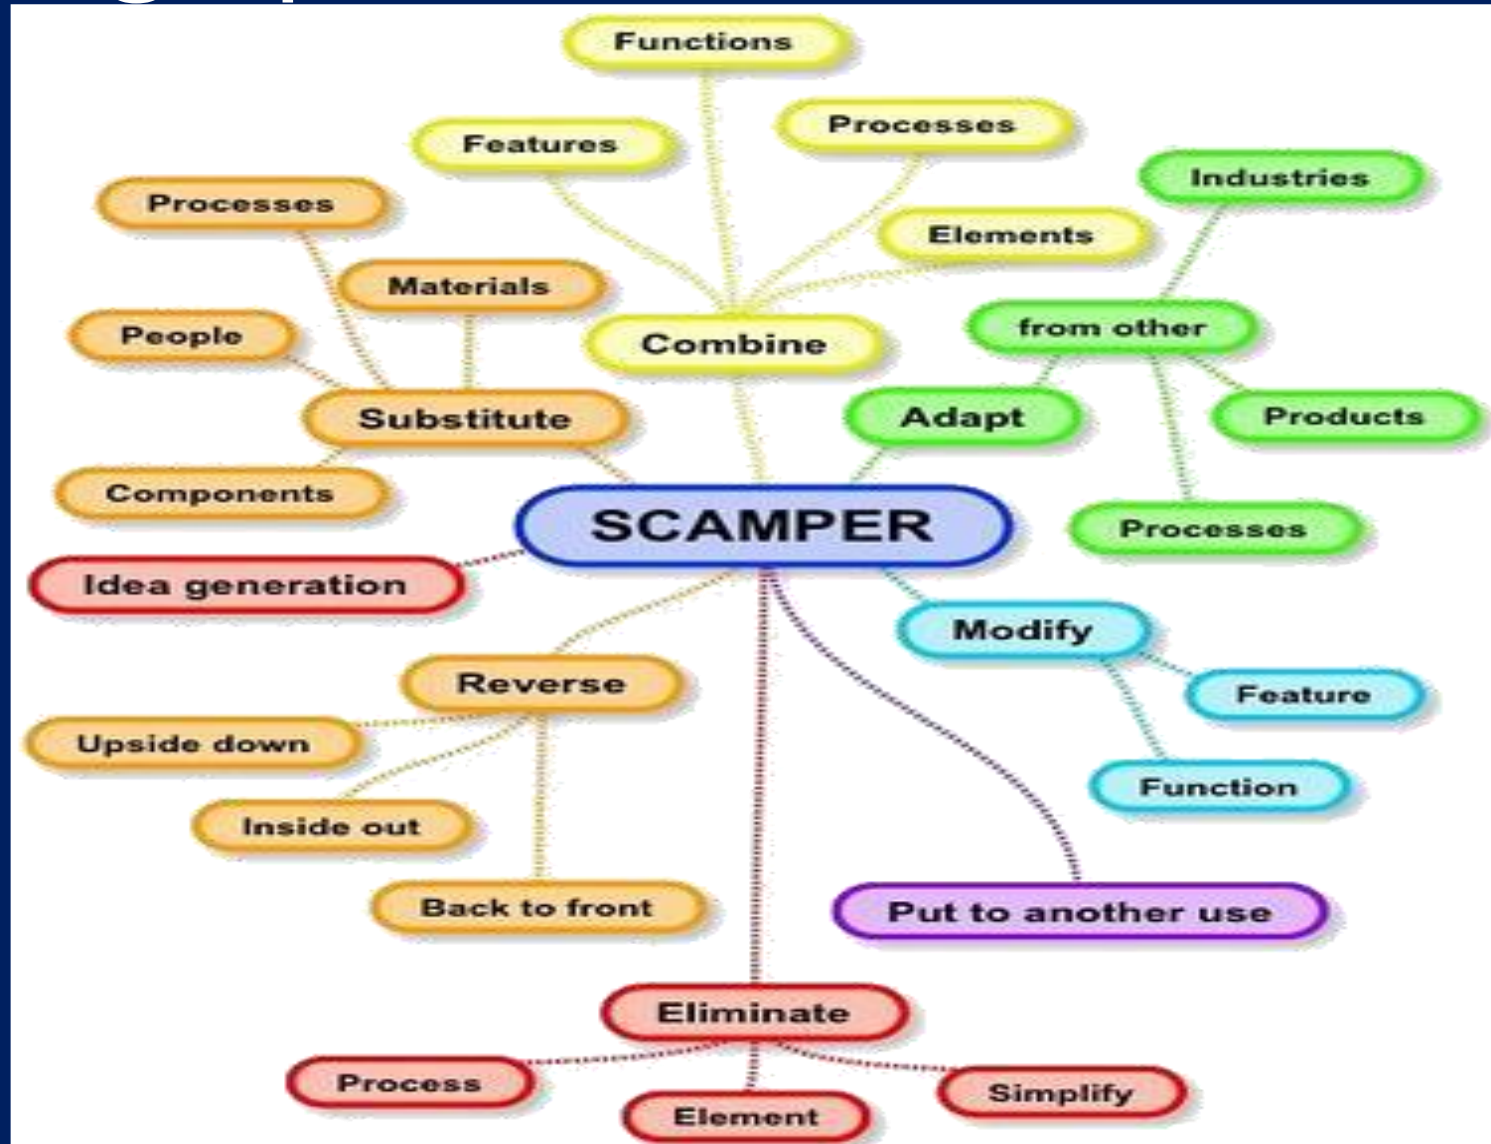 Functions
Features
Processes
Industries
Processes
Elements
Materials
from other
People
Combine
Substitute
Adapt
Products
Components
SCAMPER
Processes
Idea generation
Modify
Reverse
Feature
Upside down
Function
Inside out
Back to front
Put to another use
Eliminate
Process
Simplify
Element